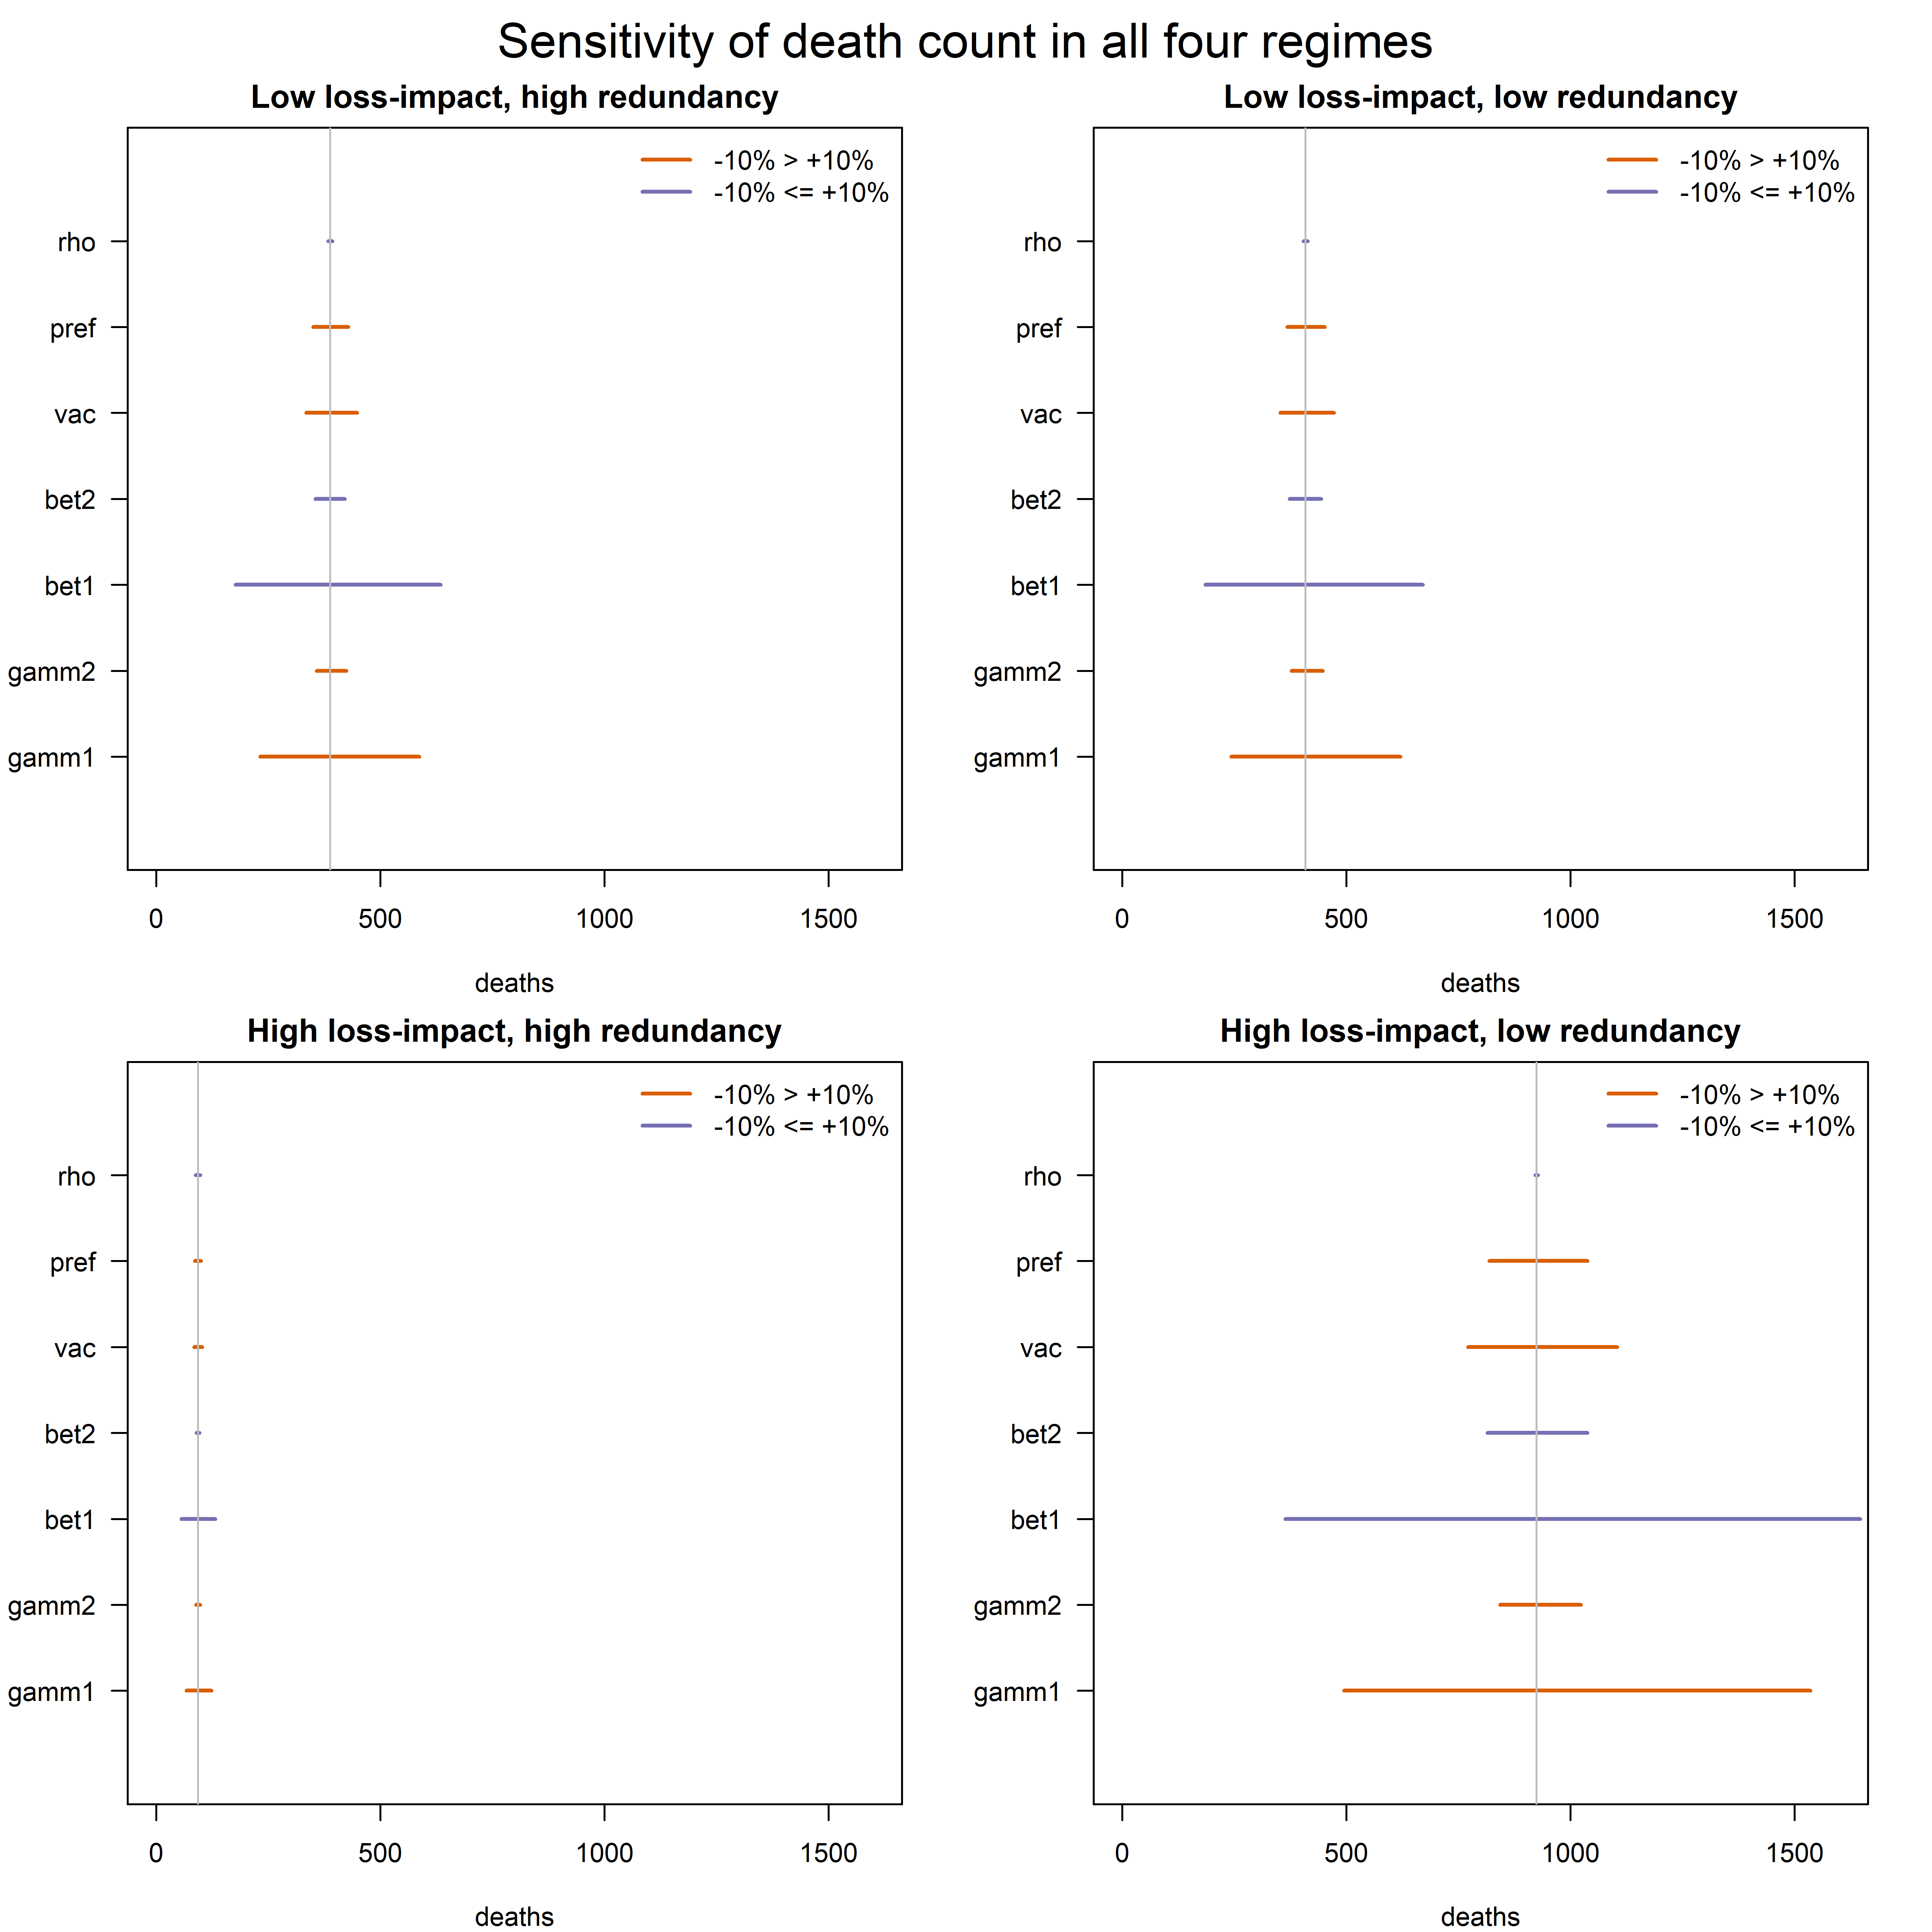 Sensitivity of death count in all four regimes
Low loss-impact, high redundancy
-10% > +10%
-10% <= +10%
rho
pref
vac
bet2
bet1
gamm2
gamm1
0 500 1000 1500
deaths
Low loss-impact, low redundancy
-10% > +10%
-10% <= +10%
rho
pref
vac
bet2
bet1
gamm2
gamm1
0 500 1000 1500
deaths
High loss-impact, high redundancy
-10% > +10%
-10% <= +10%
rho
pref
vac
bet2
bet1
gamm2
gamm1
0 500 1000 1500
deaths
High loss-impact, low redundancy
-10% > +10%
-10% <= +10%
rho
pref
vac
bet2
bet1
gamm2
gamm1
0 500 1000 1500
deaths